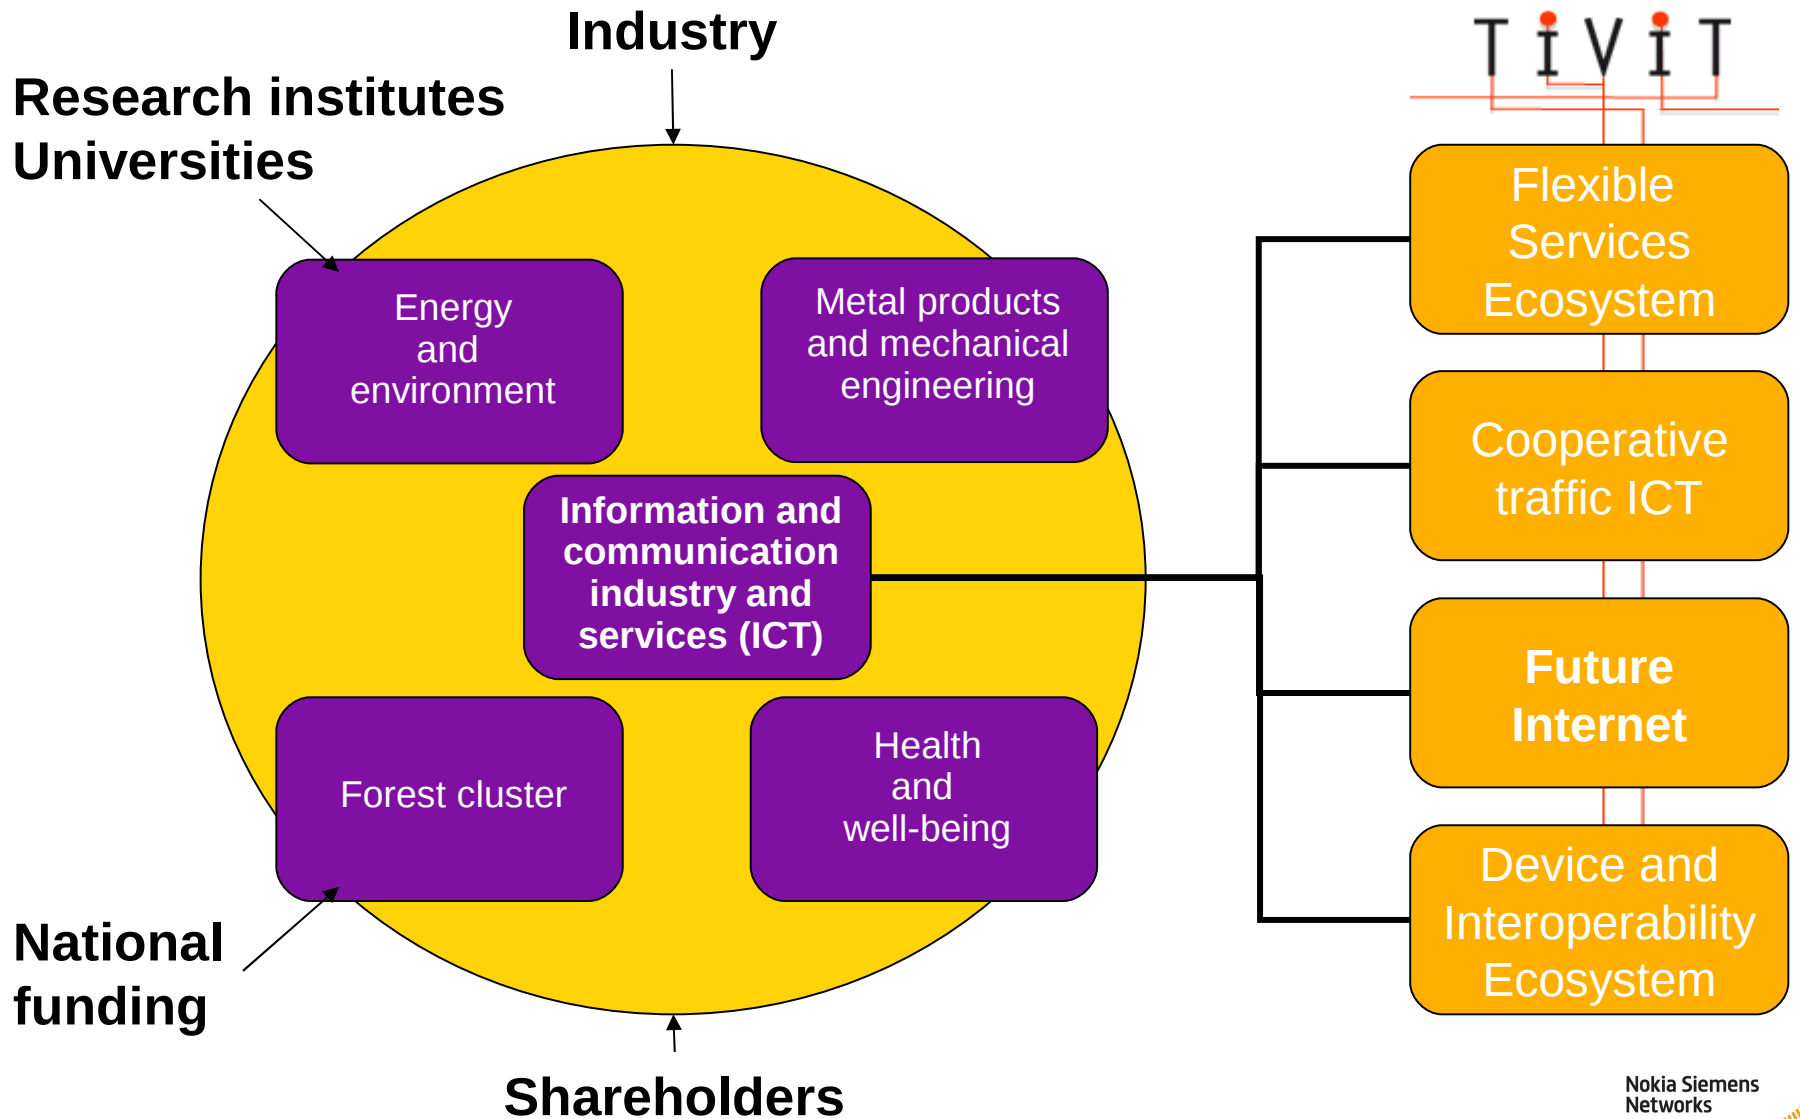 Industry
Research institutes
Universities
TiViT
Energy
and
environment
Metal products
and mechanical
engineering
Information and
communication
industry and
services (ICT)
Forest cluster
Health
and
well-being
National
funding
Shareholders
Flexible
Services
Ecosystem
Cooperative
traffic ICT
Future
Internet
Device and
Interoperability
Ecosystem
Nokia Siemens
Networks